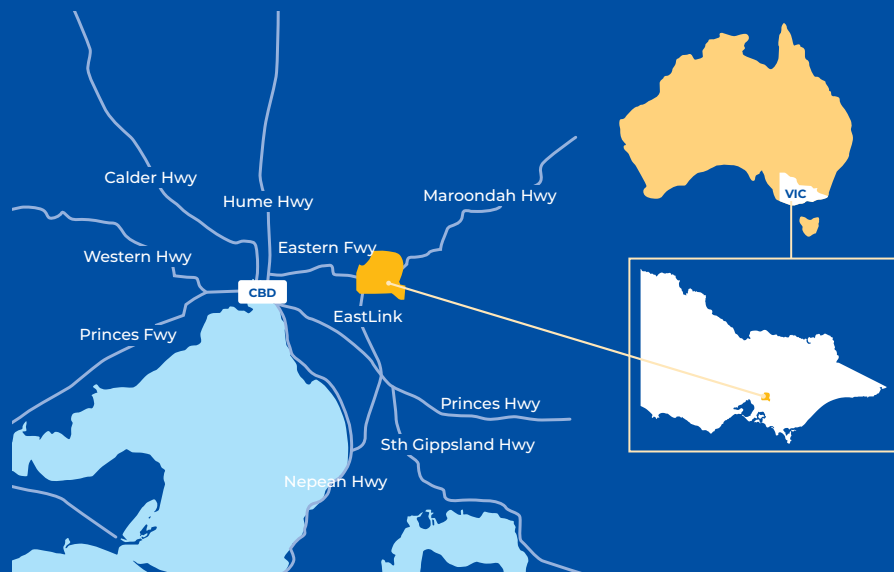 Calder Hwy
Hume Hwy
Maroondah Hwy
VIC
Western Hwy
Eastern Fwy
CBD
EastLink
Princes Fwy
Princes Hwy
Sth Gippsland Hwy
Nepean Hwy